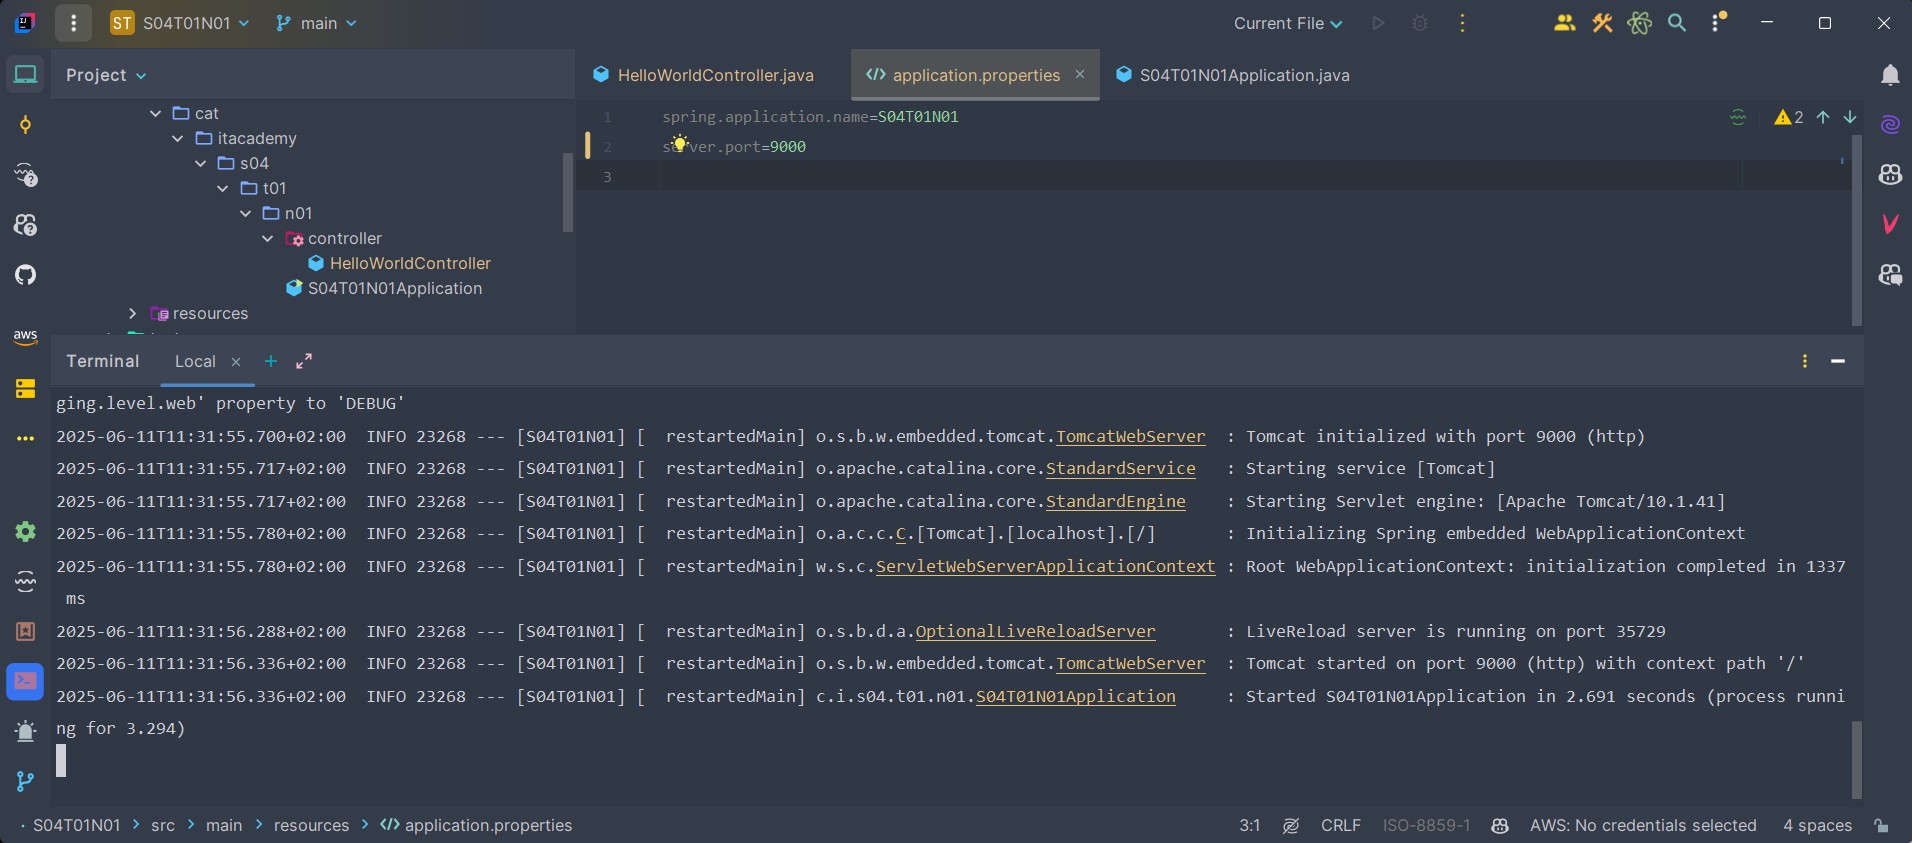 ST S04T01N01 main Current File
Project
HelloWorldController.java application.properties S04T01N01Application.java
cat
itacademy
s04
t01
n01
controller
HelloWorldController
S04T01N01Application
resources
1 spring.application.name=S04T01N01
2 server.port=9000
3
2
aws
Terminal Local
ging.level.web' property to 'DEBUG'
2025-06-11T11:31:55.700+02:00  INFO 23268 --- [S04T01N01] [  restartedMain] o.s.b.w.embedded.tomcat.TomcatWebServer  : Tomcat initialized with port 9000 (http)
2025-06-11T11:31:55.717+02:00  INFO 23268 --- [S04T01N01] [  restartedMain] o.apache.catalina.core.StandardService   : Starting service [Tomcat]
2025-06-11T11:31:55.717+02:00  INFO 23268 --- [S04T01N01] [  restartedMain] o.apache.catalina.core.StandardEngine    : Starting Servlet engine: [Apache Tomcat/10.1.41]
2025-06-11T11:31:55.780+02:00  INFO 23268 --- [S04T01N01] [  restartedMain] o.a.c.c.C.[Tomcat].[localhost].[/]       : Initializing Spring embedded WebApplicationContext
2025-06-11T11:31:55.780+02:00  INFO 23268 --- [S04T01N01] [  restartedMain] w.s.c.ServletWebServerApplicationContext : Root WebApplicationContext: initialization completed in 1337
ms
2025-06-11T11:31:56.288+02:00  INFO 23268 --- [S04T01N01] [  restartedMain] o.s.b.d.a.OptionalLiveReloadServer       : LiveReload server is running on port 35729
2025-06-11T11:31:56.336+02:00  INFO 23268 --- [S04T01N01] [  restartedMain] o.s.b.w.embedded.tomcat.TomcatWebServer  : Tomcat started on port 9000 (http) with context path '/'
2025-06-11T11:31:56.336+02:00  INFO 23268 --- [S04T01N01] [  restartedMain] c.i.s04.t01.n01.S04T01N01Application     : Started S04T01N01Application in 2.691 seconds (process runni
ng for 3.294)
S04T01N01 > src > main > resources > </> application.properties 3:1 CRLF ISO-8859-1 AWS: No credentials selected 4 spaces